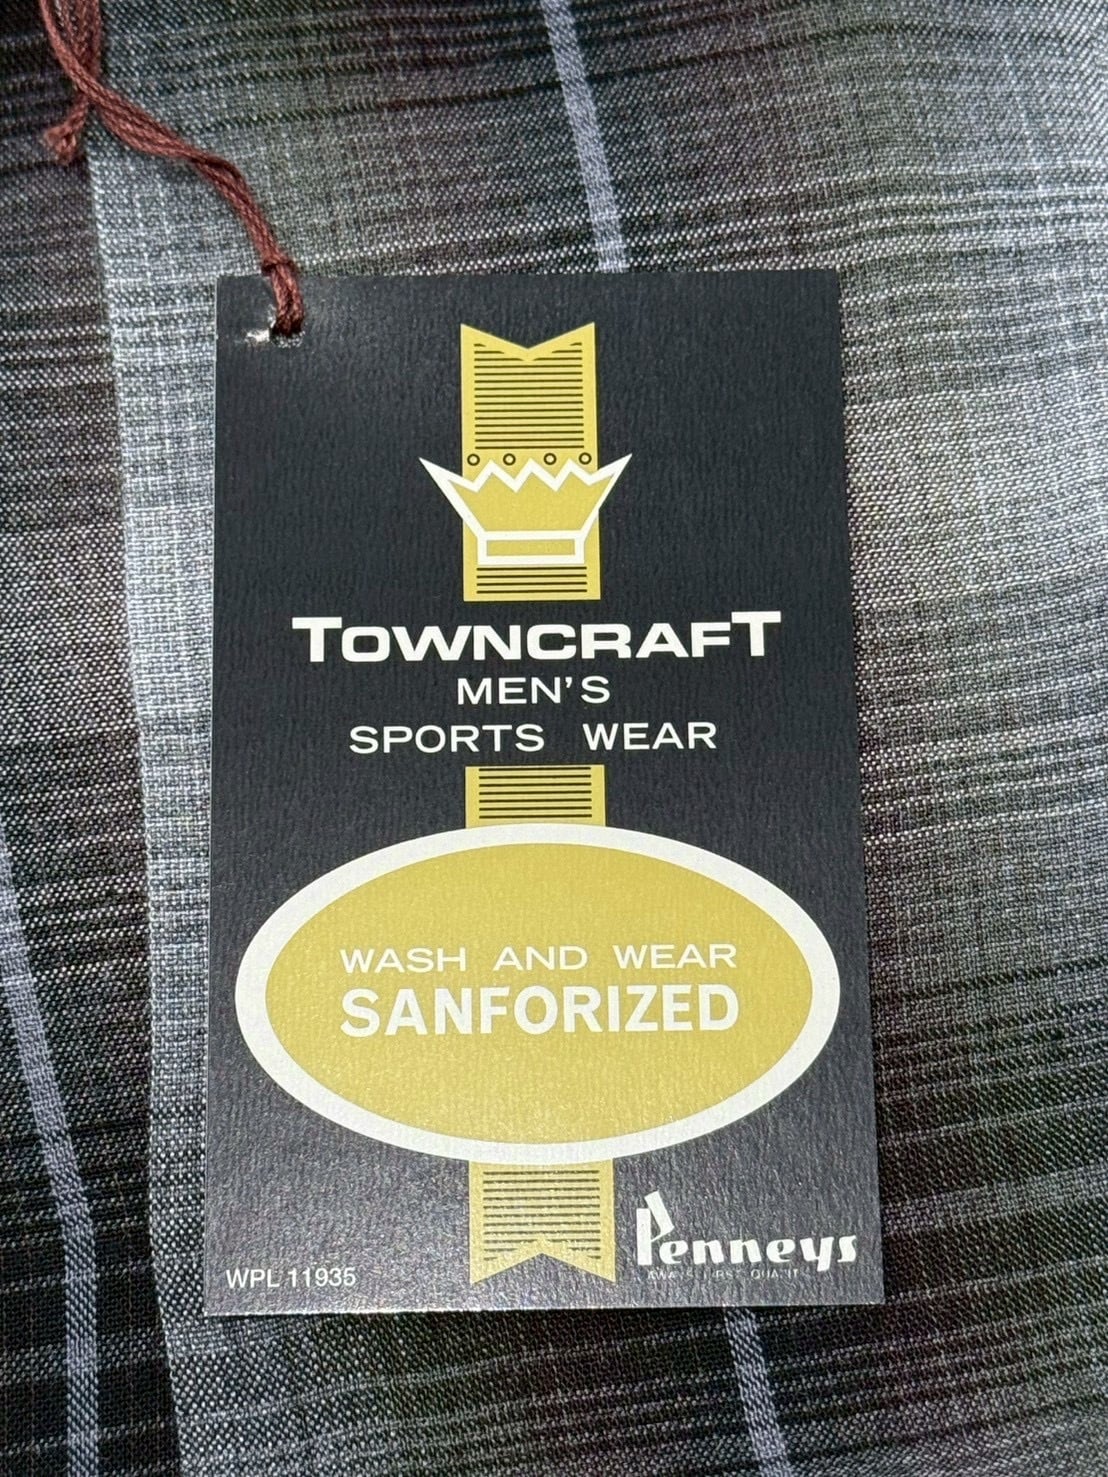 TOWNCRAFT
MEN'S
SPORTS WEAR
WASH AND WEAR
SANFORIZED
Penneys
WPL 11935